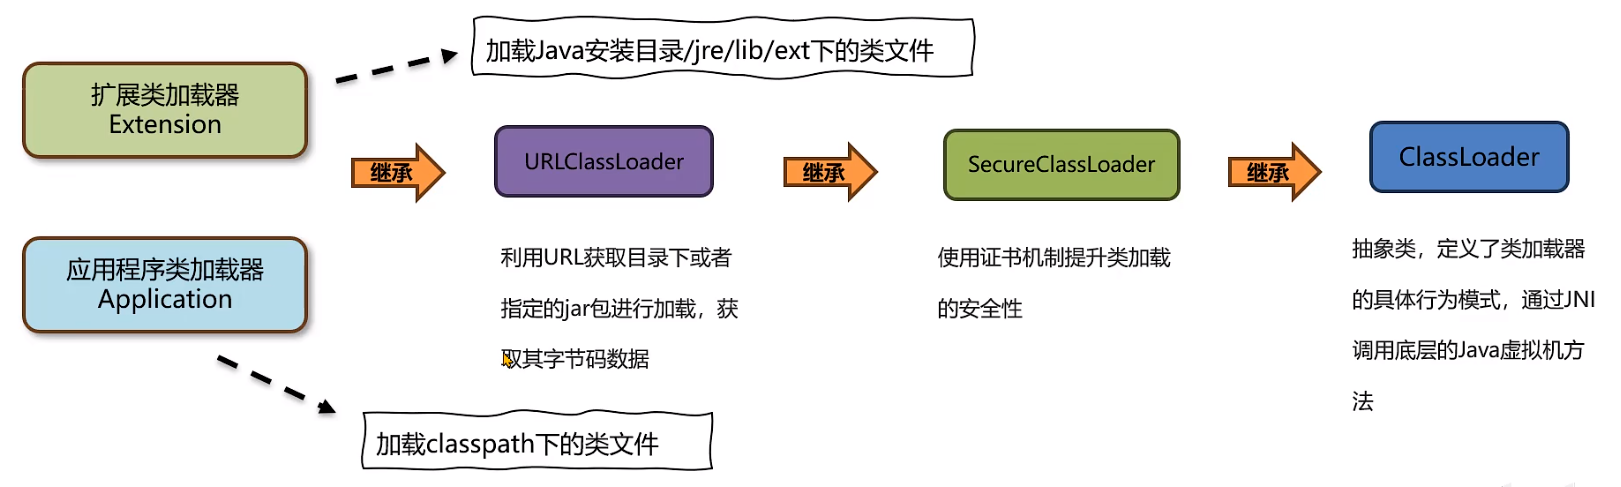 加载Java安装目录/jre/lib/ext下的类文件
扩展类加载器
Extension
继承
URLClassLoader
继承
SecureClassLoader
继承
ClassLoader
应用程序类加载器
Application
利用URL获取目录下或者
指定的jar包进行加载，获
取其字节码数据
使用证书机制提升类加载
的安全性
抽象类，定义了类加载器
的具体行为模式，通过JNI
调用底层的Java虚拟机方
法
加载classpath下的类文件